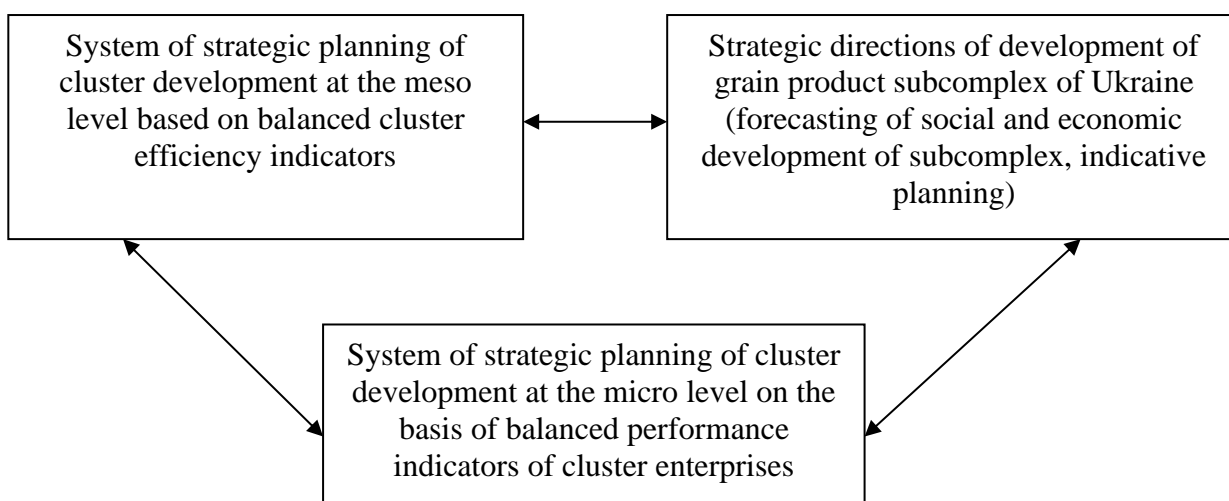 System of strategic planning of
cluster development at the meso
level based on balanced cluster
efficiency indicators
Strategic directions of development of
grain product subcomplex of Ukraine
(forecasting of social and economic
development of subcomplex, indicative
planning)
System of strategic planning of cluster
development at the micro level on the
basis of balanced performance
indicators of cluster enterprises